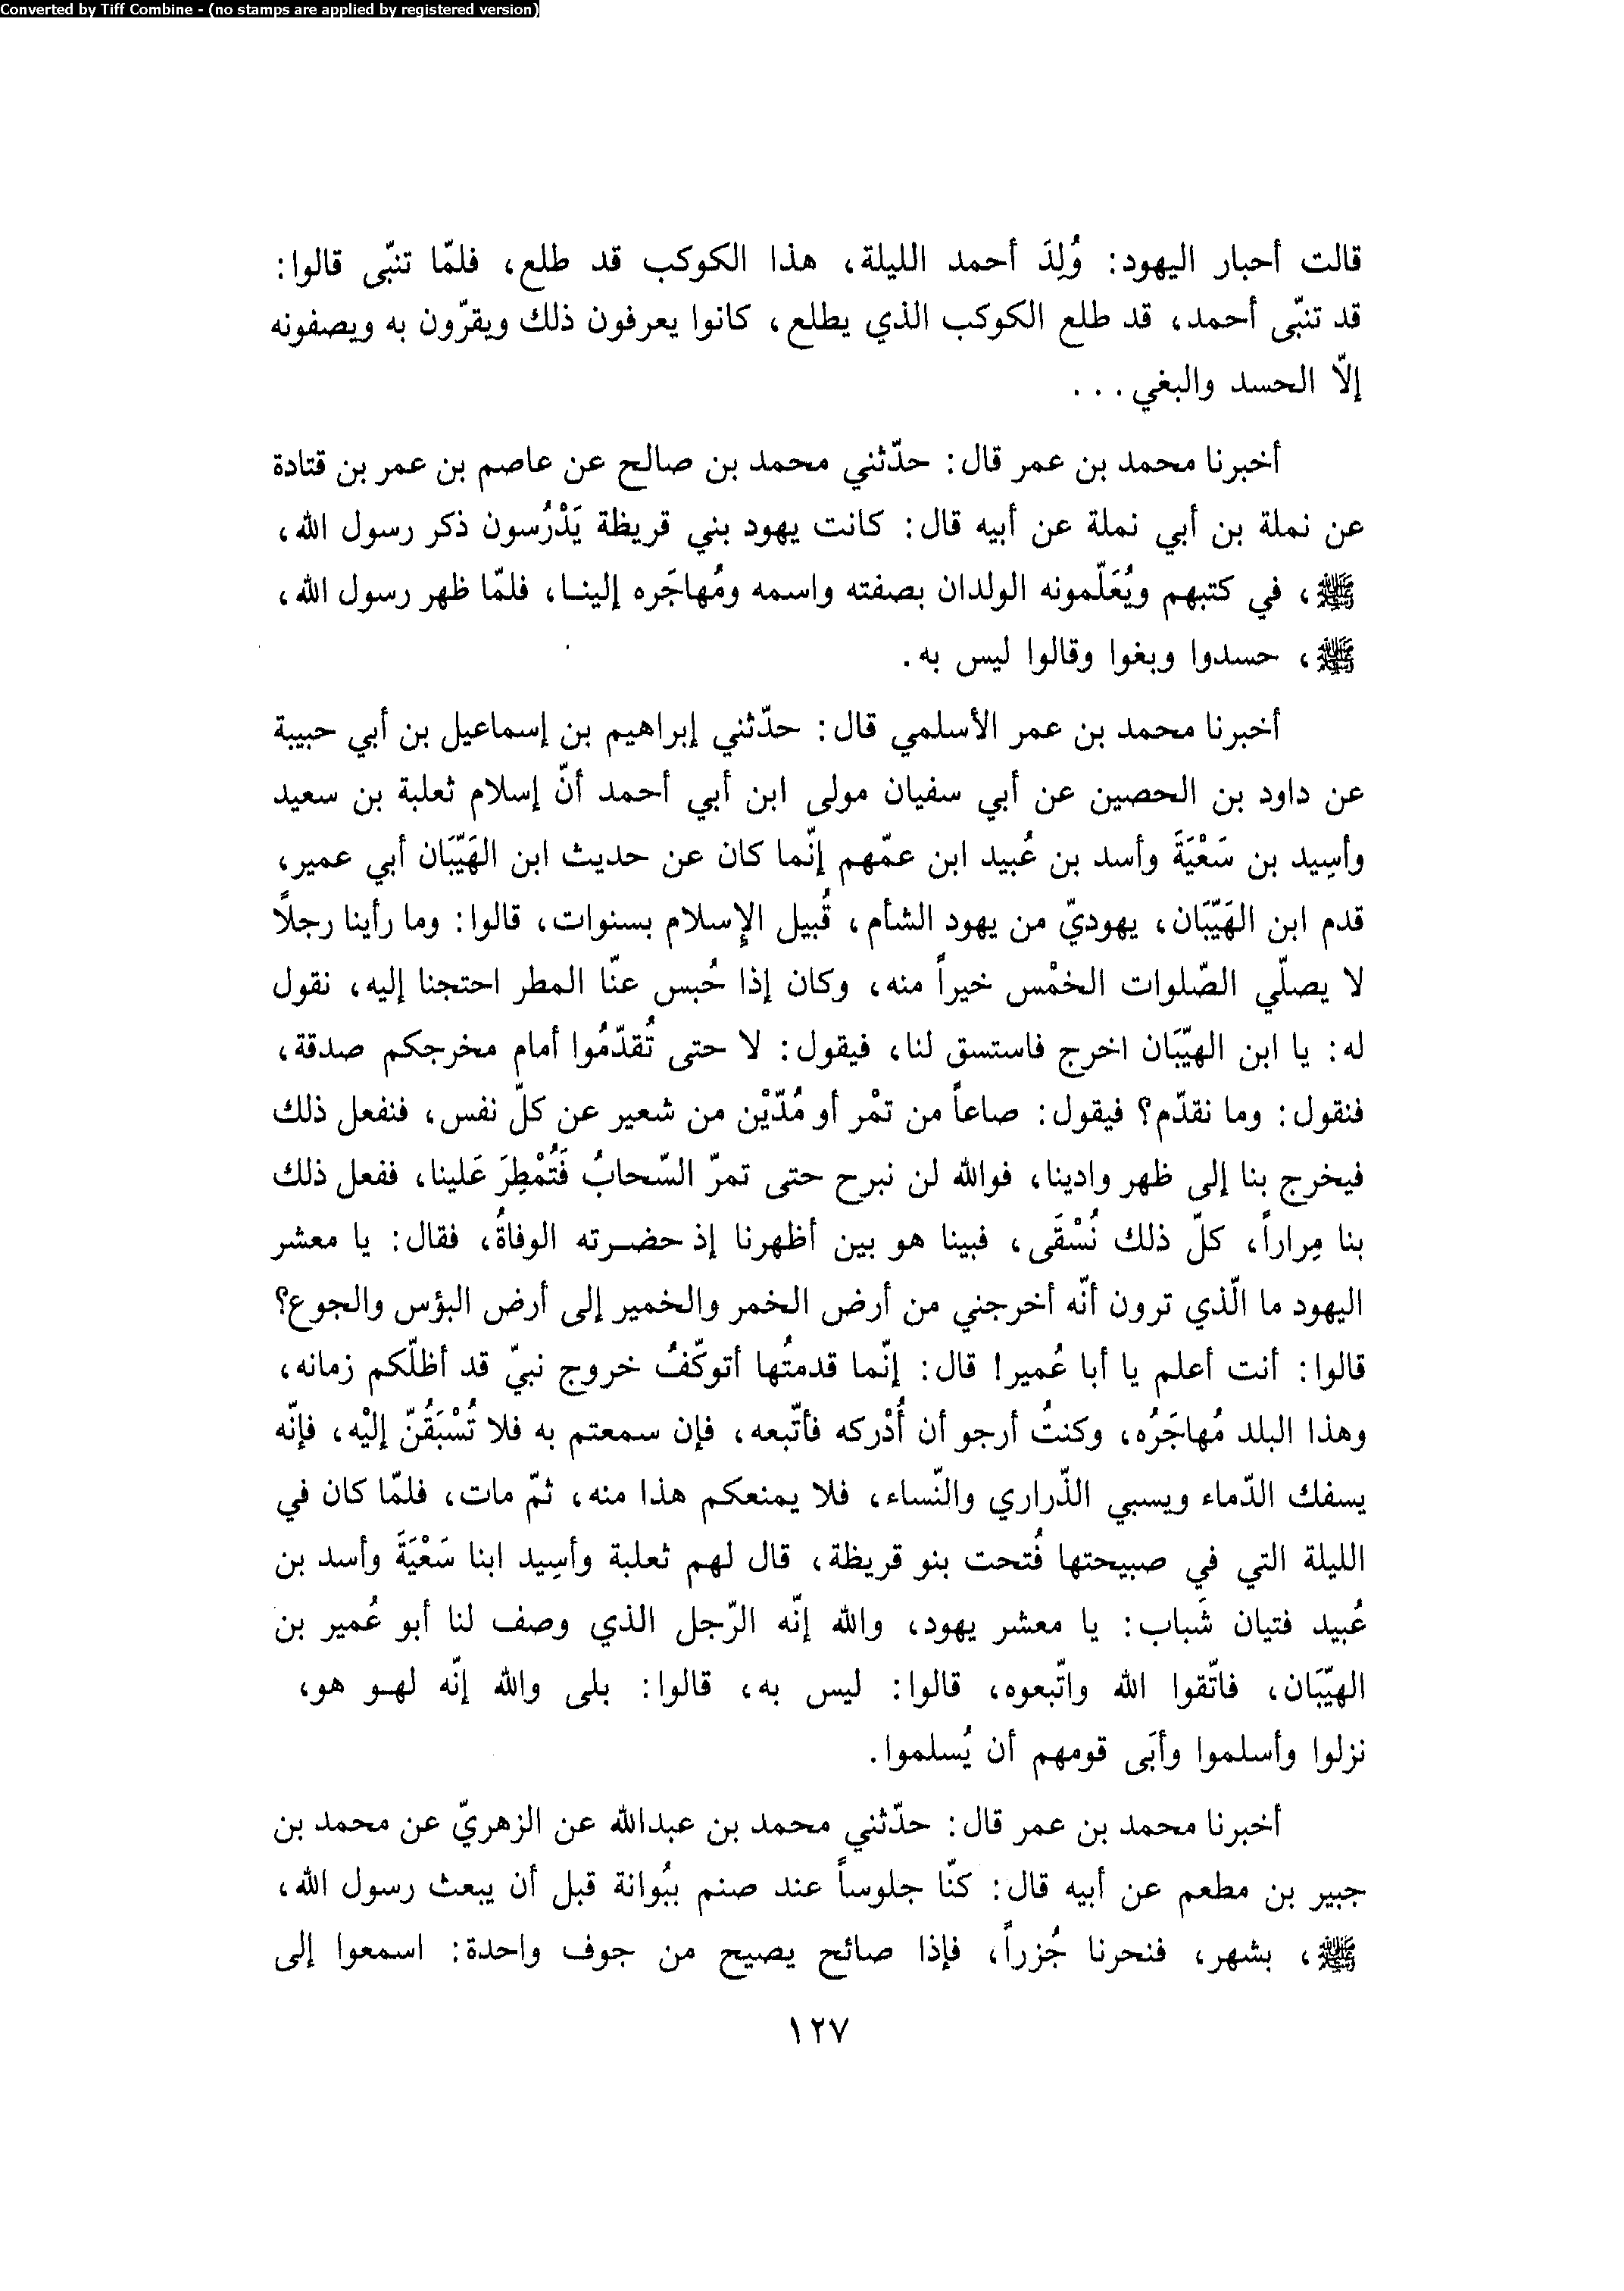 Converted by Tiff Combine - (no stamps are applied by registered version)
قالت أحبار اليهود: وُلِدَ أحمد الليلة، هذا الكوكب قد طلع، فلمّا تنبّى قالوا:
قد تنبّى أحمد، قد طلع الكوكب الذي يطلع، كانوا يعرفون ذلك ويقرّون به ويصفونه
إلّا الحسد والبغي...
أخبرنا محمد بن عمر قال: حدّثني محمد بن صالح عن عاصم بن عمر بن قتادة
عن نملة بن أبي نملة عن أبيه قال: كانت يهود بني قريظة يَدْرُسون ذكر رسول الله،
ﷺ، في كتبهم ويُعَلّمونه الولدان بصفته واسمه ومُهاجَره إلينا، فلمّا ظهر رسول الله،
ﷺ، حسدوا وبغوا وقالوا ليس به.
أخبرنا محمد بن عمر الأسلمي قال: حدّثني إبراهيم بن إسماعيل بن أبي حبيبة
عن داود بن الحصين عن أبي سفيان مولى ابن أبي أحمد أنّ إسلام ثعلبة بن سعيد
وأسِيد بن سَعْيَةَ وأسد بن عُبيد ابن عمّهم إنّما كان عن حديث ابن الهَيّبَان أبي عمير،
قدم ابن الهَيّبَان، يهوديّ من يهود الشأم، قُبيل الإسلام بسنوات، قالوا: وما رأينا رجلاً
لا يصلّي الصّلوات الخمْس خيراً منه، وكان إذا حُبس عنّا المطر احتجنا إليه، نقول
له: يا ابن الهيّبَان اخرج فاستسق لنا، فيقول: لا حتى تُقدّمُوا أمام مخرجكم صدقة،
فنقول: وما نقدّم؟ فيقول: صاعاً من تمْر أو مُدّيْن من شعير عن كلّ نفس، فنفعل ذلك
فيخرج بنا إلى ظهر وادينا، فوالله لن نبرح حتى تمرّ السّحابُ فَتُمْطِرَ عَلينا، ففعل ذلك
بنا مِراراً، كلّ ذلك نُسْقَى، فبينا هو بين أظهرنا إذ حضرته الوفاةُ، فقال: يا معشر
اليهود ما الّذي ترون أنّه أخرجني من أرض الخمر والخمير إلى أرض البؤس والجوع؟
قالوا: أنت أعلم يا أبا عُمير! قال: إنّما قدمتُها أتوكّفُ خروج نبيّ قد أظلّكم زمانه،
وهذا البلد مُهاجَرُه، وكنتُ أرجو أن أُدْركه فأتّبعه، فإن سمعتم به فلا تُسْبَقُنّ إليْه، فإنّه
يسفك الدّماء ويسبي الذّراري والنّساء، فلا يمنعكم هذا منه، ثمّ مات، فلمّا كان في
الليلة التي في صبيحتها فُتحت بنو قريظة، قال لهم ثعلبة وأسِيد ابنا سَعْيَةَ وأسد بن
عُبيد فتيان شَباب: يا معشر يهود، والله إنّه الرّجل الذي وصف لنا أبو عُمير بن
الهيّبَان، فاتّقوا الله واتّبعوه، قالوا: ليس به، قالوا: بلى والله إنّه لهو هو،
نزلوا وأسلموا وأبَى قومهم أن يُسلموا.
أخبرنا محمد بن عمر قال: حدّثني محمد بن عبدالله عن الزهريّ عن محمد بن
جبير بن مطعم عن أبيه قال: كنّا جلوساً عند صنم ببُوانة قبل أن يبعث رسول الله،
ﷺ، بشهر، فنحرنا جُزراً، فإذا صائح يصيح من جوف واحدة: اسمعوا إلى
١٢٧